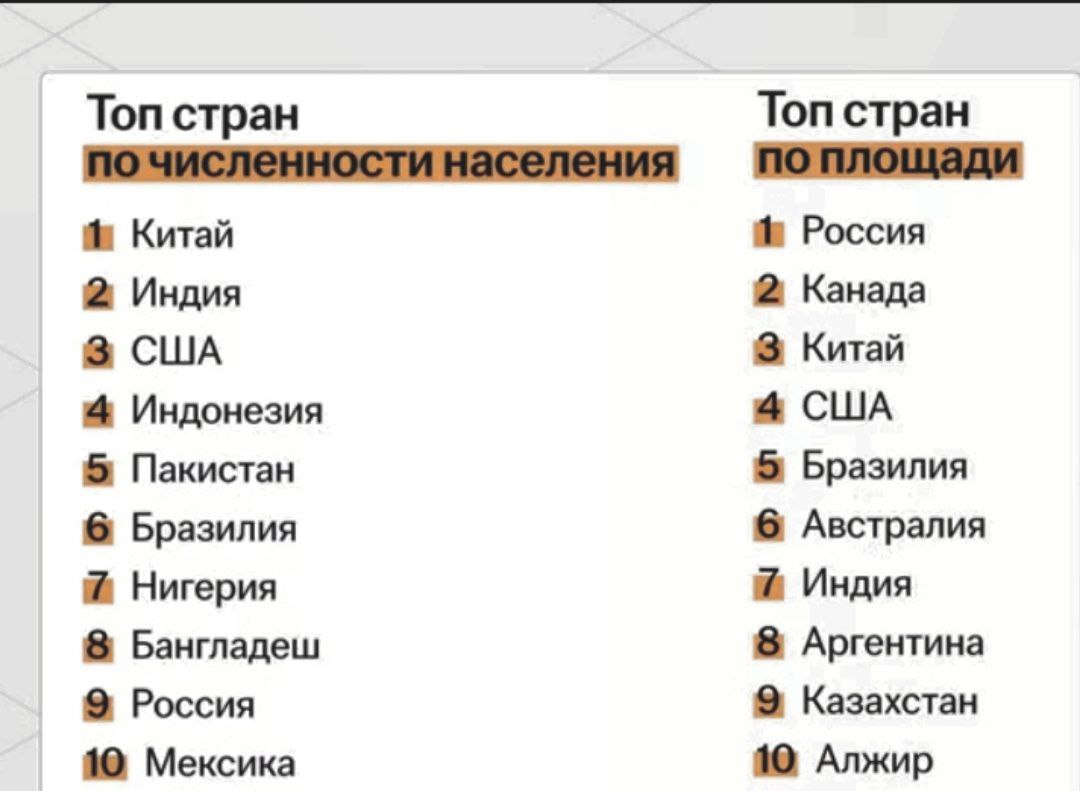 Топ стран
по численности населения
1 Китай
2 Индия
3 США
4 Индонезия
5 Пакистан
6 Бразилия
7 Нигерия
8 Бангладеш
9 Россия
10 Мексика
Топ стран
по площади
1 Россия
2 Канада
3 Китай
4 США
5 Бразилия
6 Австралия
7 Индия
8 Аргентина
9 Казахстан
10 Алжир